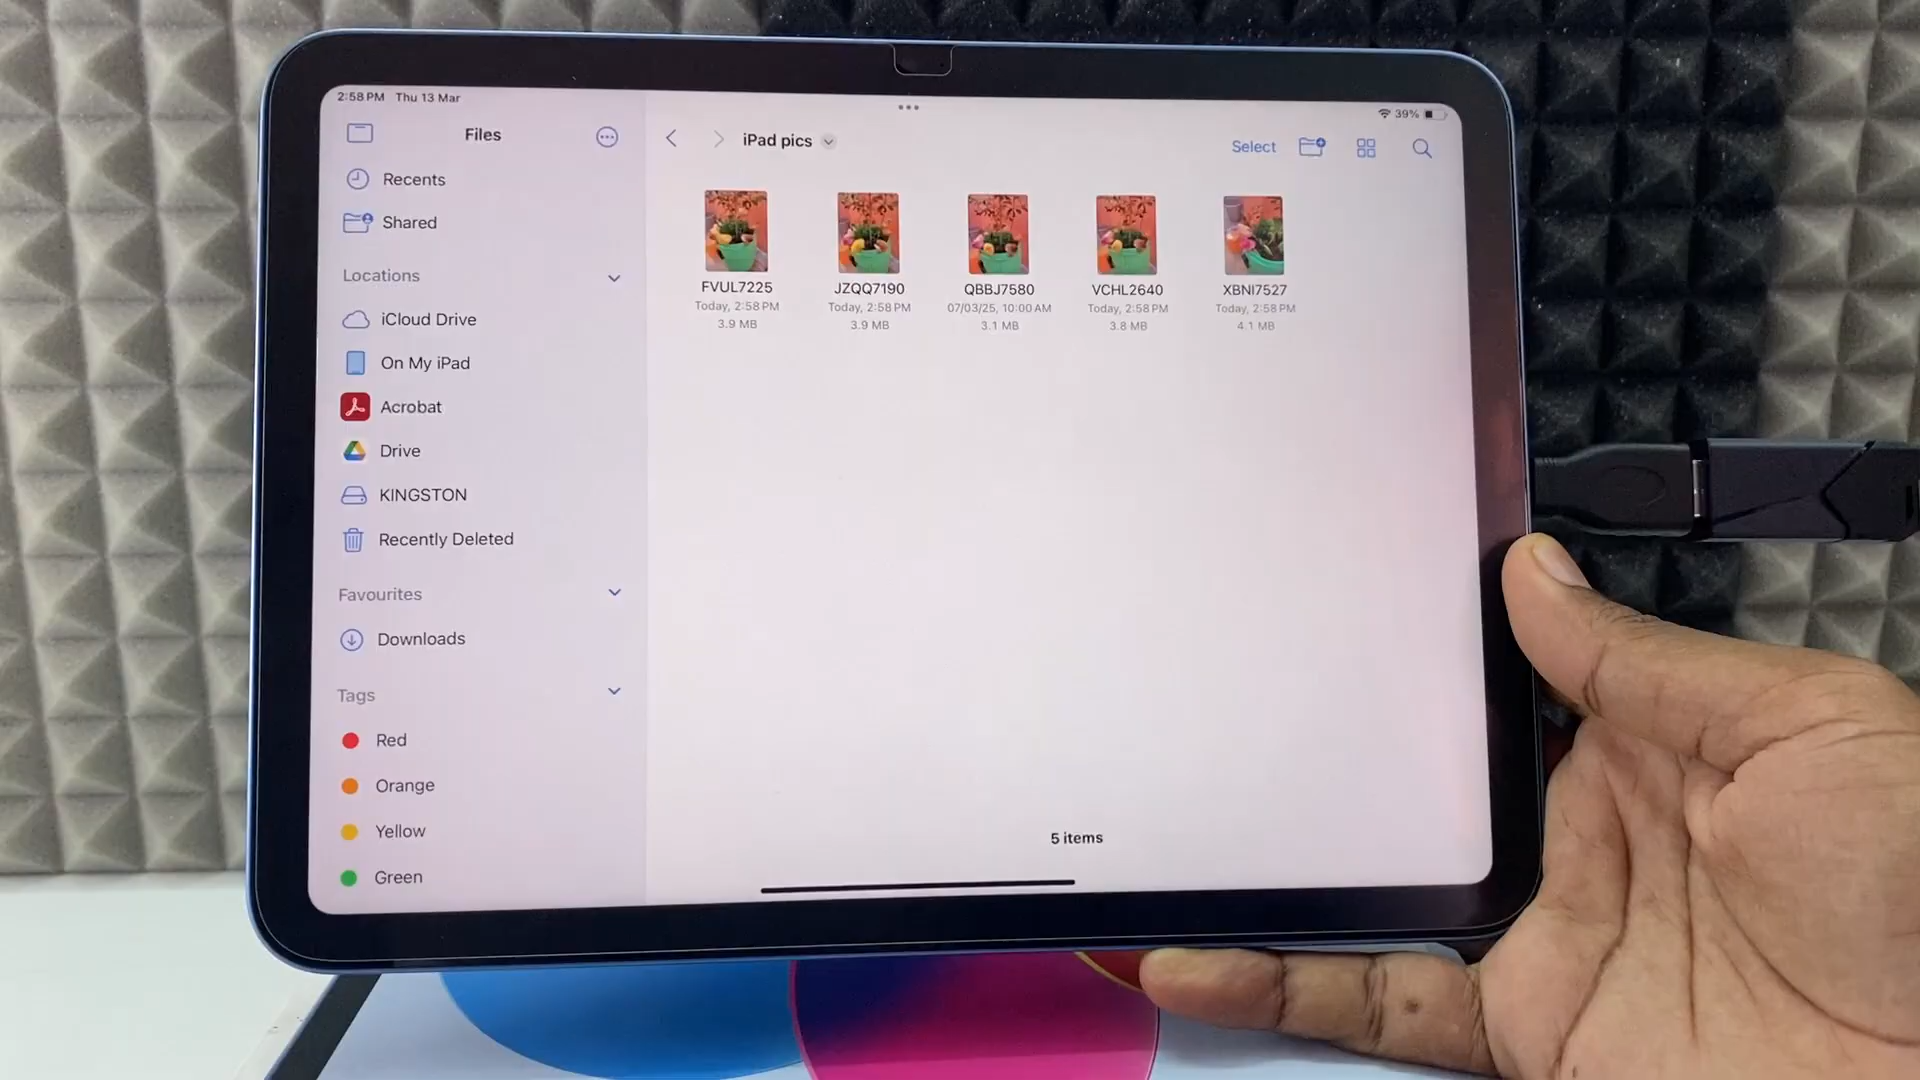 2:58 PM Thu 13 Mar
39%
Files
Recents
Shared
Locations
iCloud Drive
On My iPad
Acrobat
Drive
KINGSTON
Recently Deleted
Favourites
Downloads
Tags
Red
Orange
Yellow
Green
iPad pics
Select
FVUL7225
Today, 2:58 PM
3.9 MB
JZQQ7190
Today, 2:58 PM
3.9 MB
QBBJ7580
07/03/25, 10:00 AM
3.1 MB
VCHL2640
Today, 2:58 PM
3.8 MB
XBNI7527
Today, 2:58 PM
4.1 MB
5 items